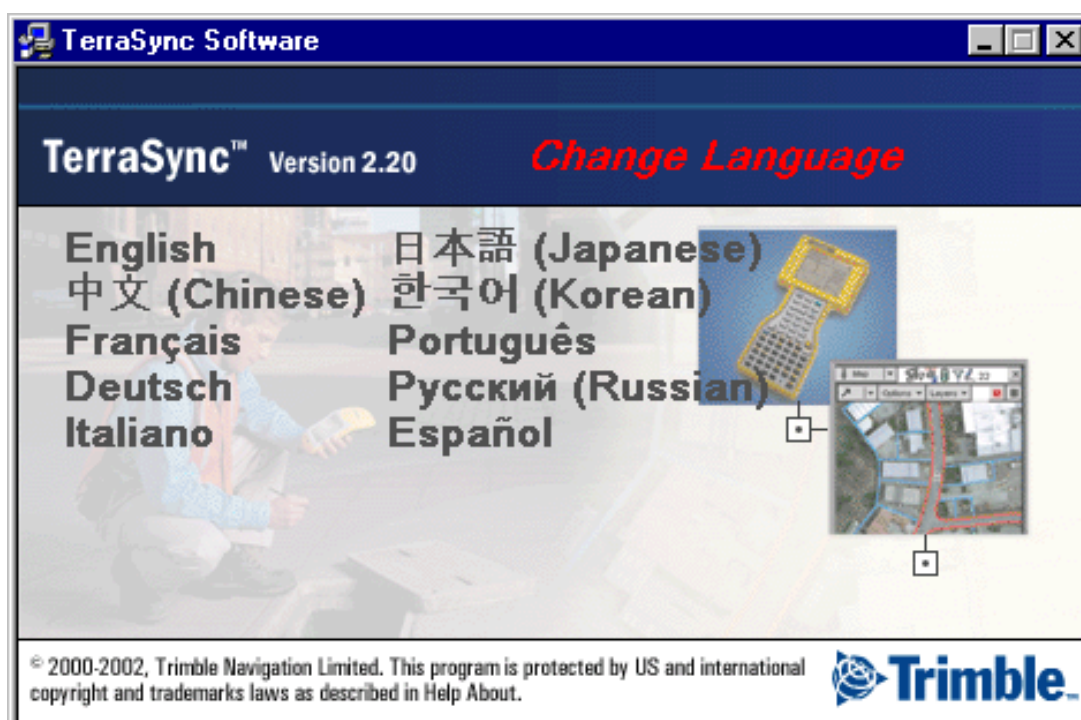 TerraSync Software
TerraSync™ Version 2.20 Change Language
English 日本語 (Japanese)
中文 (Chinese) 한국어 (Korean)
Français Português
Deutsch Русский (Russian)
Italiano Español
Map
Options Layers
© 2000-2002, Trimble Navigation Limited. This program is protected by US and international
copyright and trademarks laws as described in Help About.
Trimble